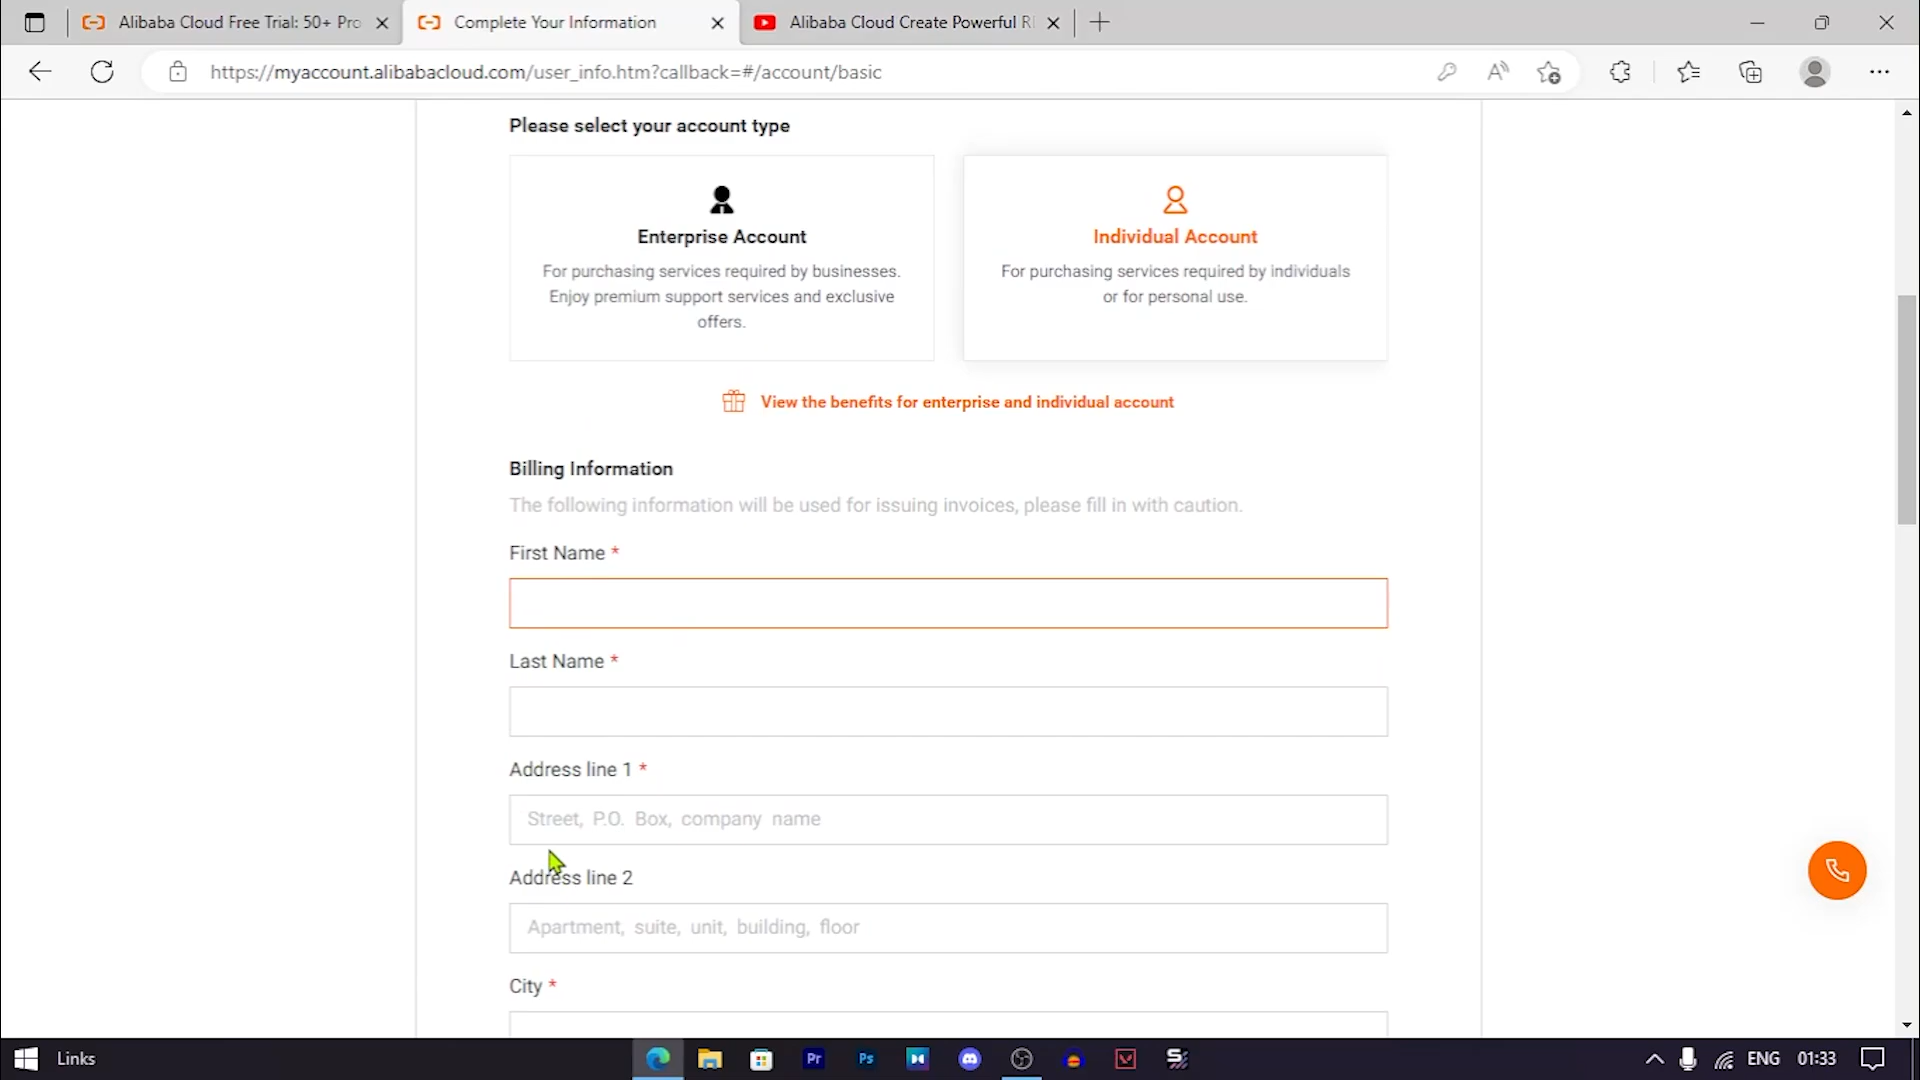 Alibaba Cloud Free Trial: 50+ Pro
Complete Your Information
Alibaba Cloud Create Powerful RD
https://myaccount.alibabacloud.com/user_info.htm?callback=#/account/basic
Please select your account type
Enterprise Account
For purchasing services required by businesses.
Enjoy premium support services and exclusive
offers.
Individual Account
For purchasing services required by individuals
or for personal use.
View the benefits for enterprise and individual account
Billing Information
The following information will be used for issuing invoices, please fill in with caution.
First Name *
Last Name *
Address line 1 *
Street, P.O. Box, company name
Address line 2
Apartment, suite, unit, building, floor
City *
Links
Pr
Ps
ENG
01:33